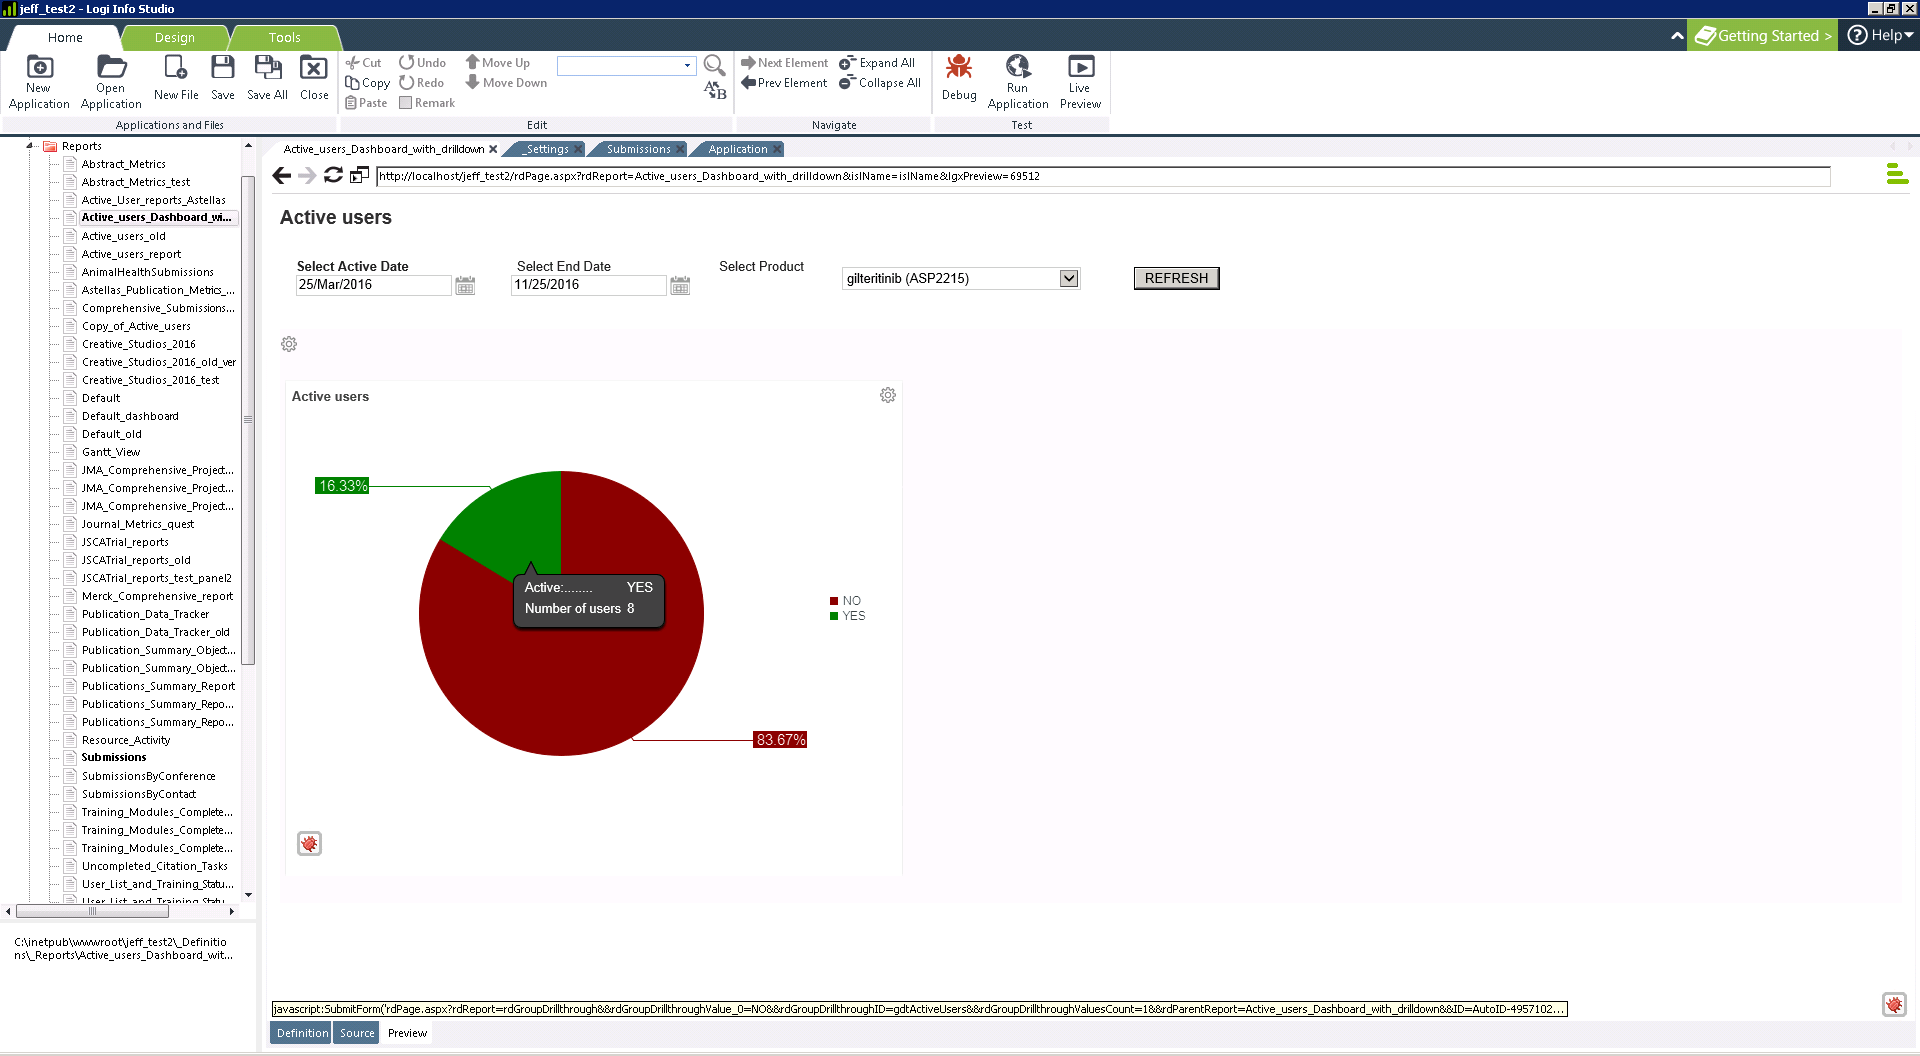 jeff_test2 - Logi Info Studio
Home
Design
Tools
Getting Started >
Help
New Application
Open Application
New File
Save
Save All
Close
Cut
Copy
Paste
Undo
Redo
Remark
Move Up
Move Down
Next Element
Prev Element
Expand All
Collapse All
Debug
Run Application
Live Preview
Applications and Files
Edit
Navigate
Test
Reports
Abstract_Metrics
Abstract_Metrics_test
Active_User_reports_Astellas
Active_users_Dashboard_wi...
Active_users_old
Active_users_report
AnimalHealthSubmissions
Astellas_Publication_Metrics_...
Comprehensive_Submissions...
Copy_of_Active_users
Creative_Studios_2016
Creative_Studios_2016_old_ver
Creative_Studios_2016_test
Default
Default_dashboard
Default_old
Gantt_View
JMA_Comprehensive_Project...
JMA_Comprehensive_Project...
JMA_Comprehensive_Project...
Journal_Metrics_quest
JSCATrial_reports
JSCATrial_reports_old
JSCATrial_reports_test_panel2
Merck_Comprehensive_report
Publication_Data_Tracker
Publication_Data_Tracker_old
Publication_Summary_Object...
Publication_Summary_Object...
Publications_Summary_Report
Publications_Summary_Repo...
Publications_Summary_Repo...
Resource_Activity
Submissions
SubmissionsByConference
SubmissionsByContact
Training_Modules_Complete...
Training_Modules_Complete...
Training_Modules_Complete...
Uncompleted_Citation_Tasks
User_List_and_Training_Statu...
User_List_and_Training_Statu...
C:\inetpub\wwwroot\jeff_test2\_Definitio
ns\_Reports\Active_users_Dashboard_wit...
Active_users_Dashboard_with_drilldown
_Settings
Submissions
Application
http://localhost/jeff_test2/rdPage.aspx?rdReport=Active_users_Dashboard_with_drilldown&islName=islName&lgxPreview=69512
Active users
Select Active Date
Select End Date
Select Product
25/Mar/2016
11/25/2016
gilteritinib (ASP2215)
REFRESH
Active users
16.33%
Active:........ YES
Number of users 8
NO
YES
83.67%
javascript:SubmitForm('rdPage.aspx?rdReport=rdGroupDrillthrough&&rdGroupDrillthroughValue_0=NO&&rdGroupDrillthroughID=gdtActiveUsers&&rdGroupDrillthroughValuesCount=1&&rdParentReport=Active_users_Dashboard_with_drilldown&&ID=AutoID-4957102...
Definition
Source
Preview